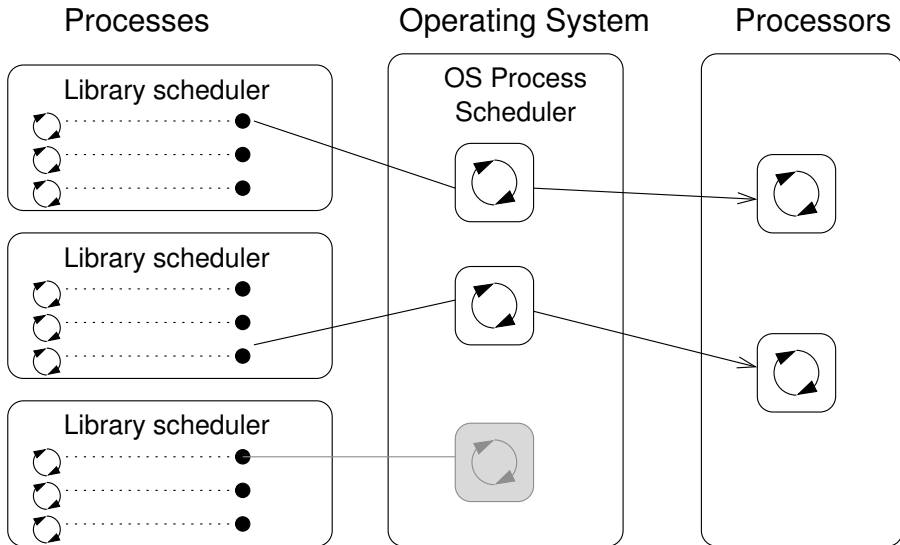 Processes
Operating System
Processors
Library scheduler
OS Process
Scheduler
Library scheduler
Library scheduler